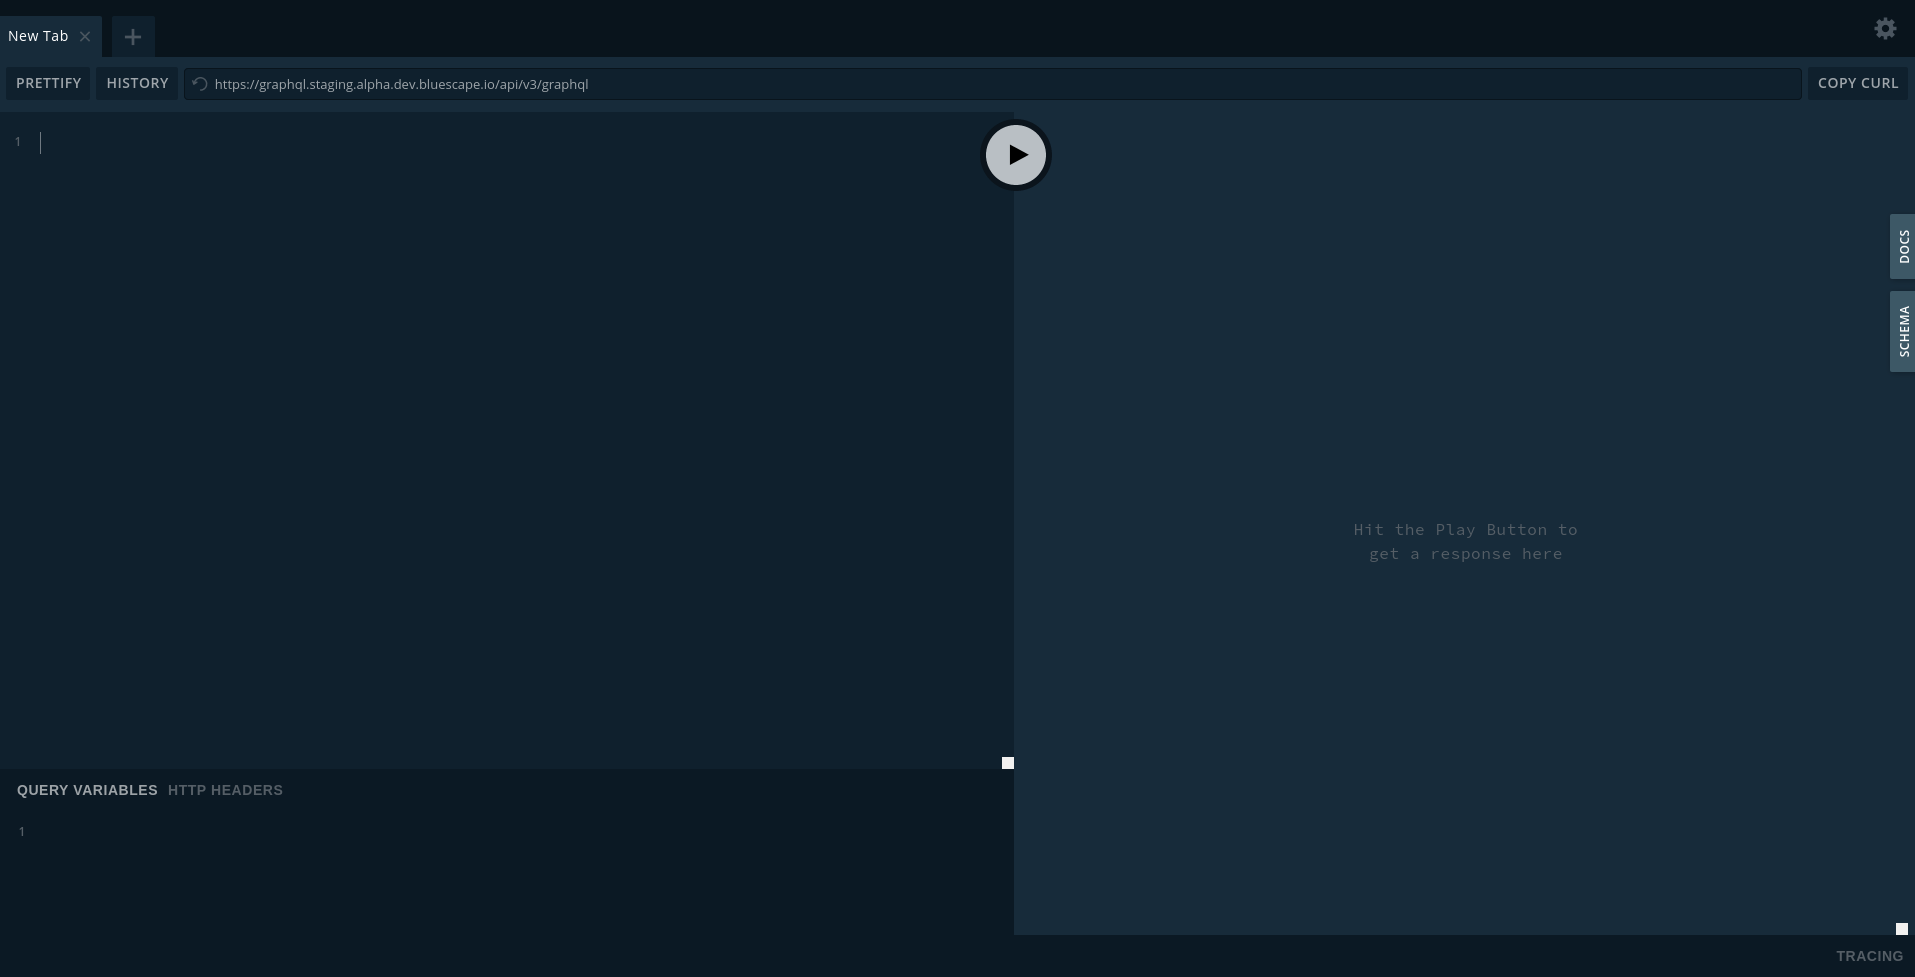 New Tab
PRETTIFY
HISTORY
https://graphql.staging.alpha.dev.bluescape.io/api/v3/graphql
COPY CURL
1
DOCS
SCHEMA
Hit the Play Button to
get a response here
QUERY VARIABLES
HTTP HEADERS
1
TRACING